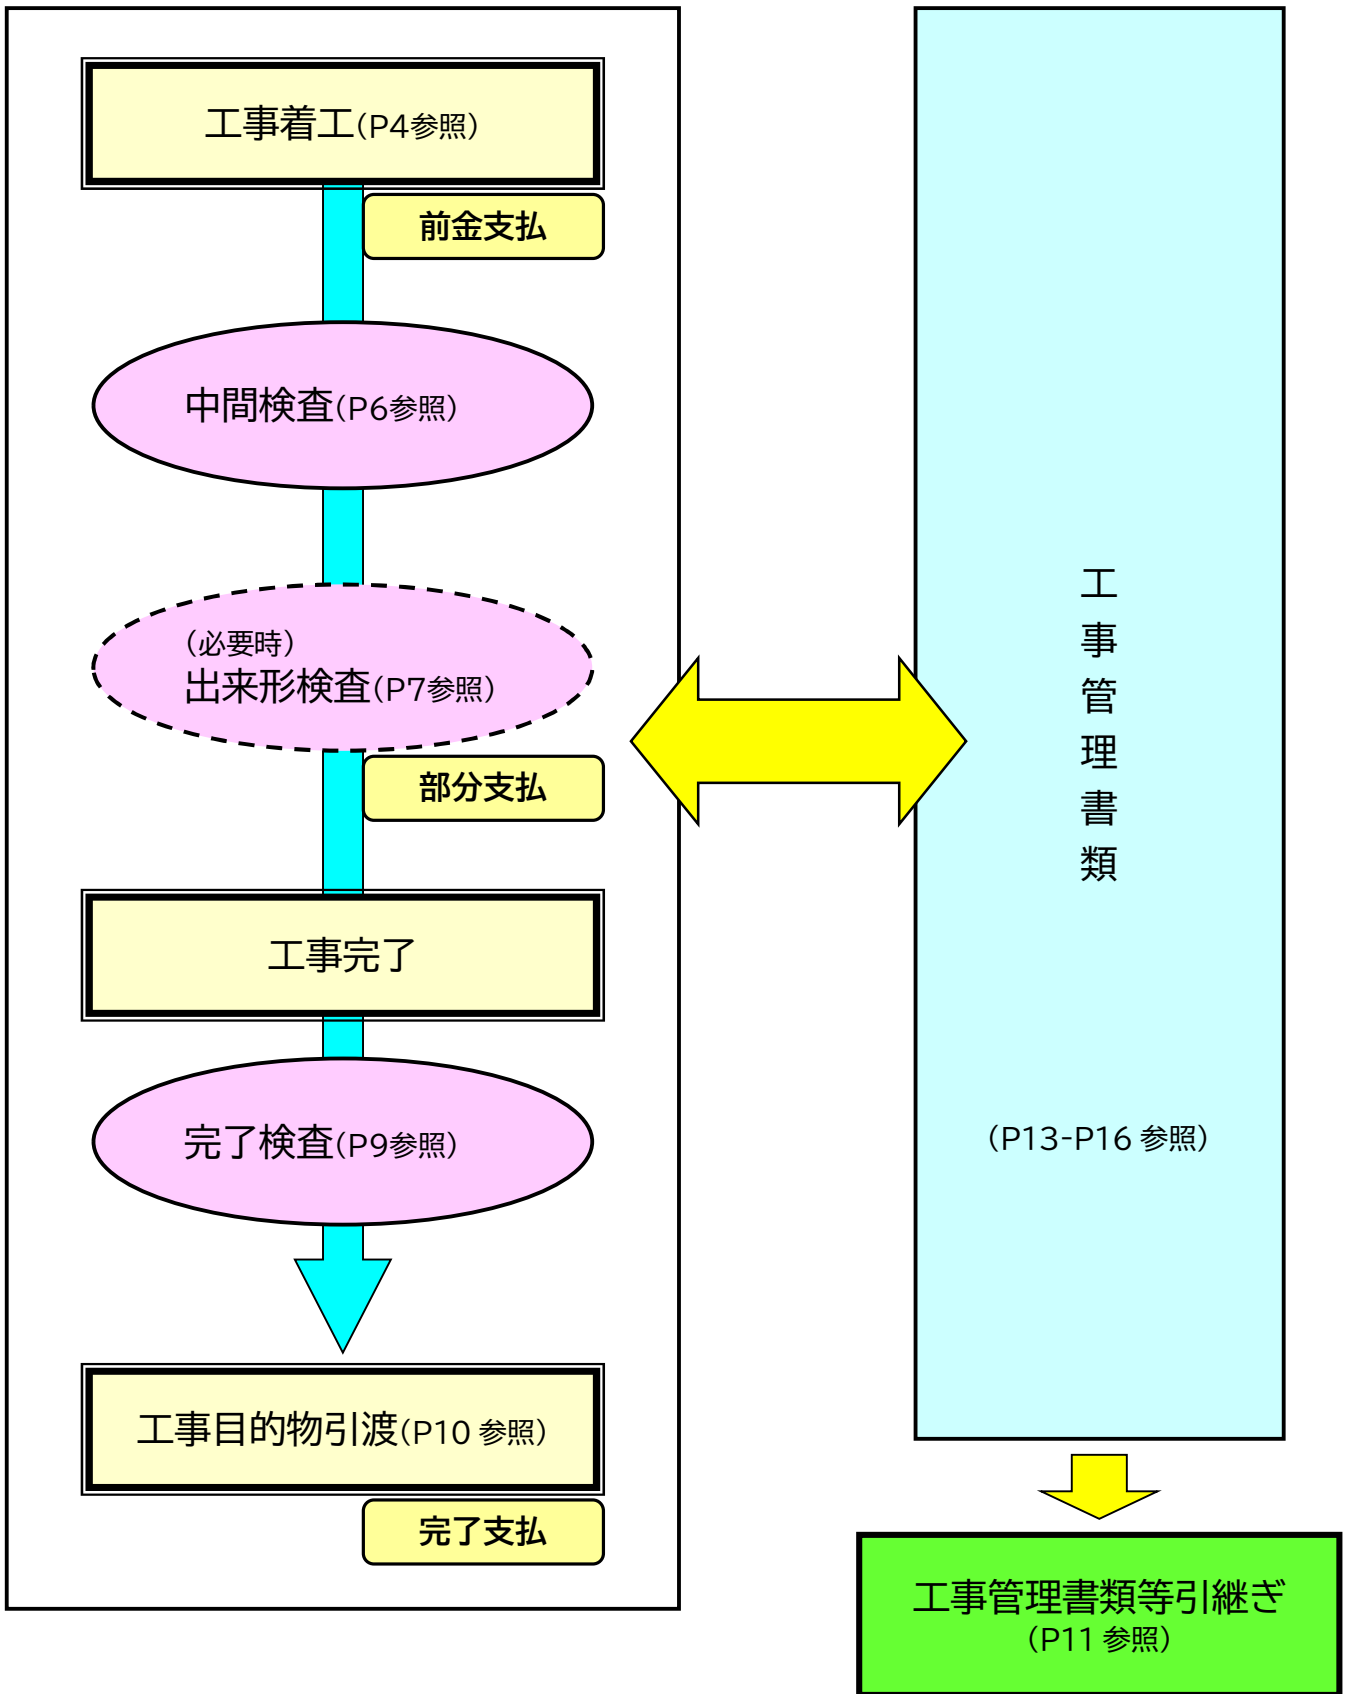 工事着工(P4参照)
前金支払
中間検査(P6参照)
(必要時)
出来形検査(P7参照)
部分支払
工事完了
完了検査(P9参照)
工事目的物引渡(P10 参照)
完了支払
工事管理書類
(P13-P16 参照)
工事管理書類等引継ぎ
(P11 参照)